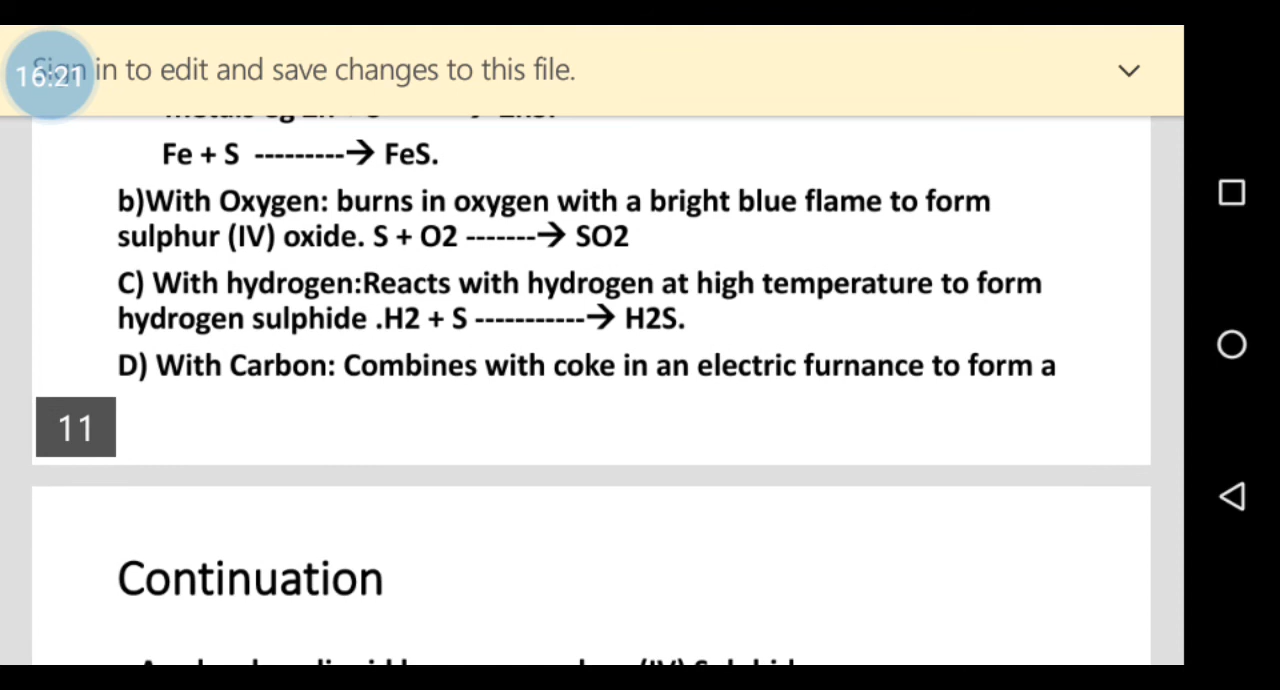 Sign in to edit and save changes to this file.
16:21
Fe + S ---------→ FeS.
b)With Oxygen: burns in oxygen with a bright blue flame to form
sulphur (IV) oxide. S + O2 -------→ SO2
C) With hydrogen:Reacts with hydrogen at high temperature to form
hydrogen sulphide .H2 + S -----------→ H2S.
D) With Carbon: Combines with coke in an electric furnance to form a
11
Continuation